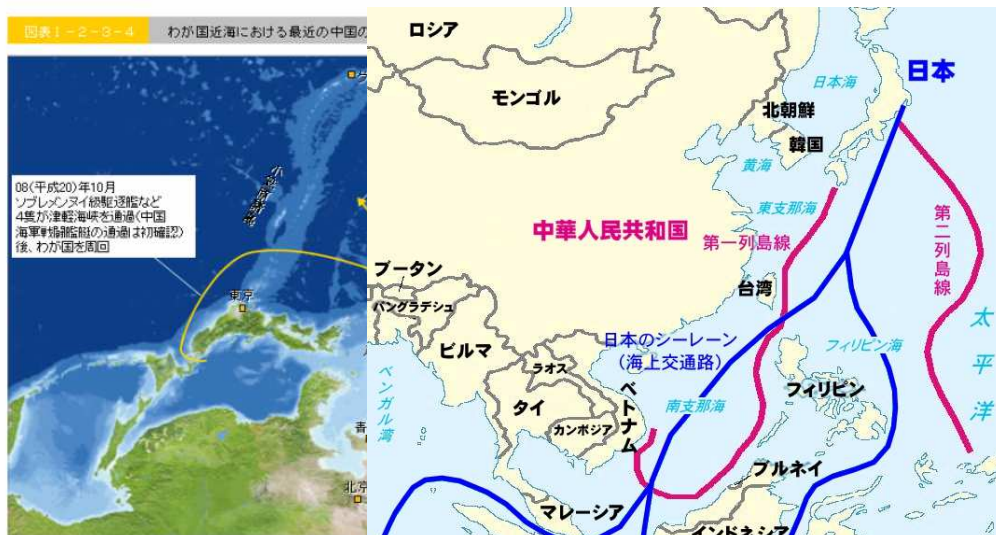 図表1-2-3-4 わが国近海における最近の中国の
08(平成20)年10月
ソブレメンヌイ級駆逐艦など
4隻が津軽海峡を通過(中国
海軍戦闘艦艇の通過は初確認)
後、わが国を周回
東京
北京
ロシア
モンゴル
日本
日本海
北朝鮮
韓国
黄海
東支那海
中華人民共和国
第一列島線
第二列島線
ブータン
バングラデシュ
台湾
ビルマ
日本のシーレーン
(海上交通路)
フィリピン海
太平洋
ラオス
ベトナム
ベンガル湾
タイ
カンボジア
南支那海
フィリピン
ブルネイ
マレーシア
インドネシア